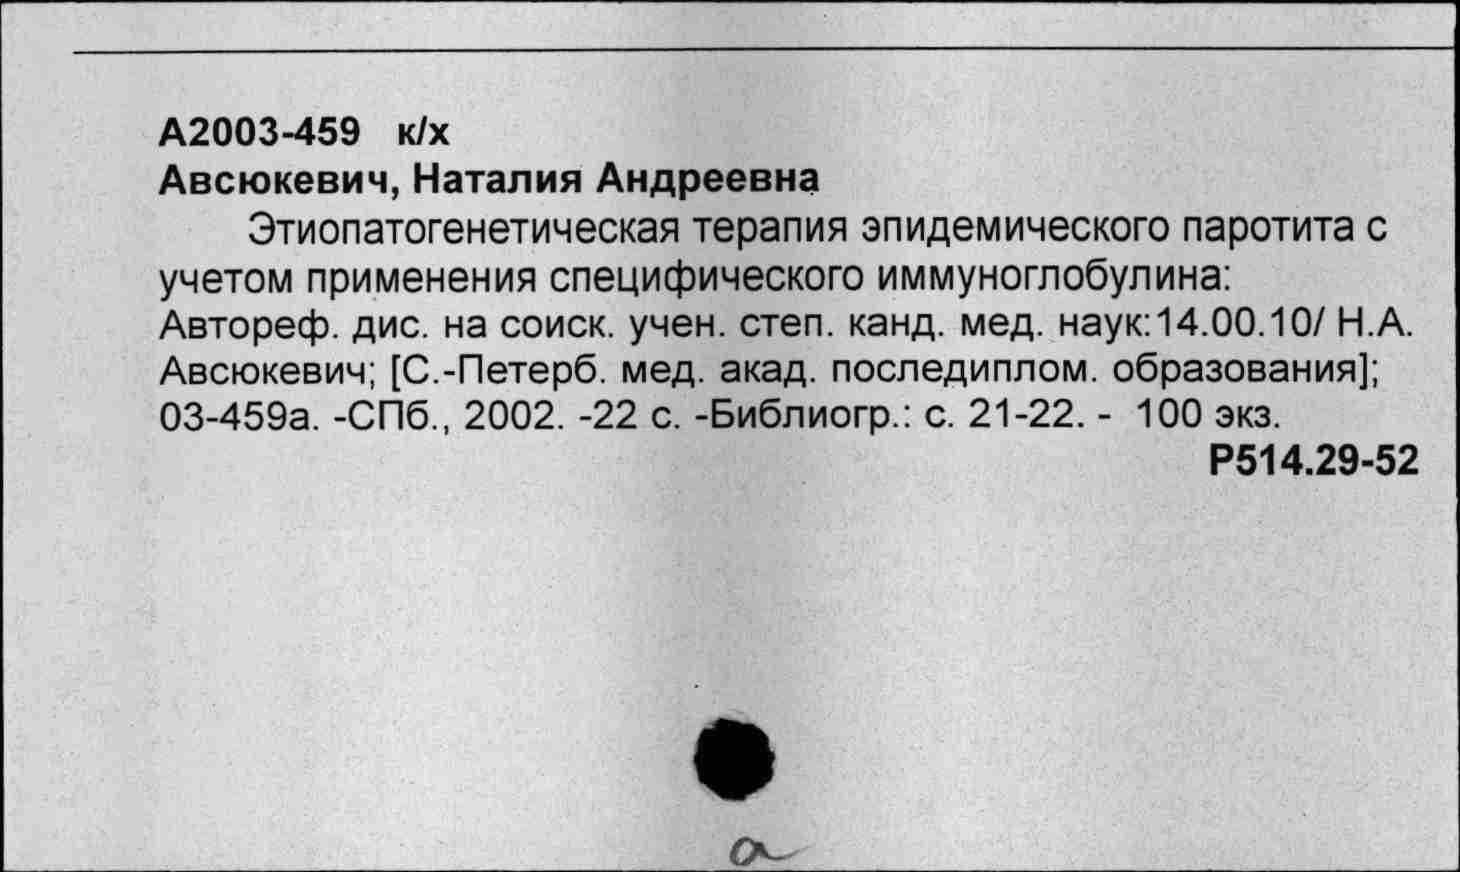 А2003-459 к/х
Авсюкевич, Наталия Андреевна
Этиопатогенетическая терапия эпидемического паротита с
учетом применения специфического иммуноглобулина:
Автореф. дис. на соиск. учен. степ. канд. мед. наук:14.00.10/ Н.А.
Авсюкевич; [С.-Петерб. мед. акад. последиплом. образования];
03-459а. -СПб., 2002. -22 с. -Библиогр.: с. 21-22. - 100 экз.
Р514.29-52
а